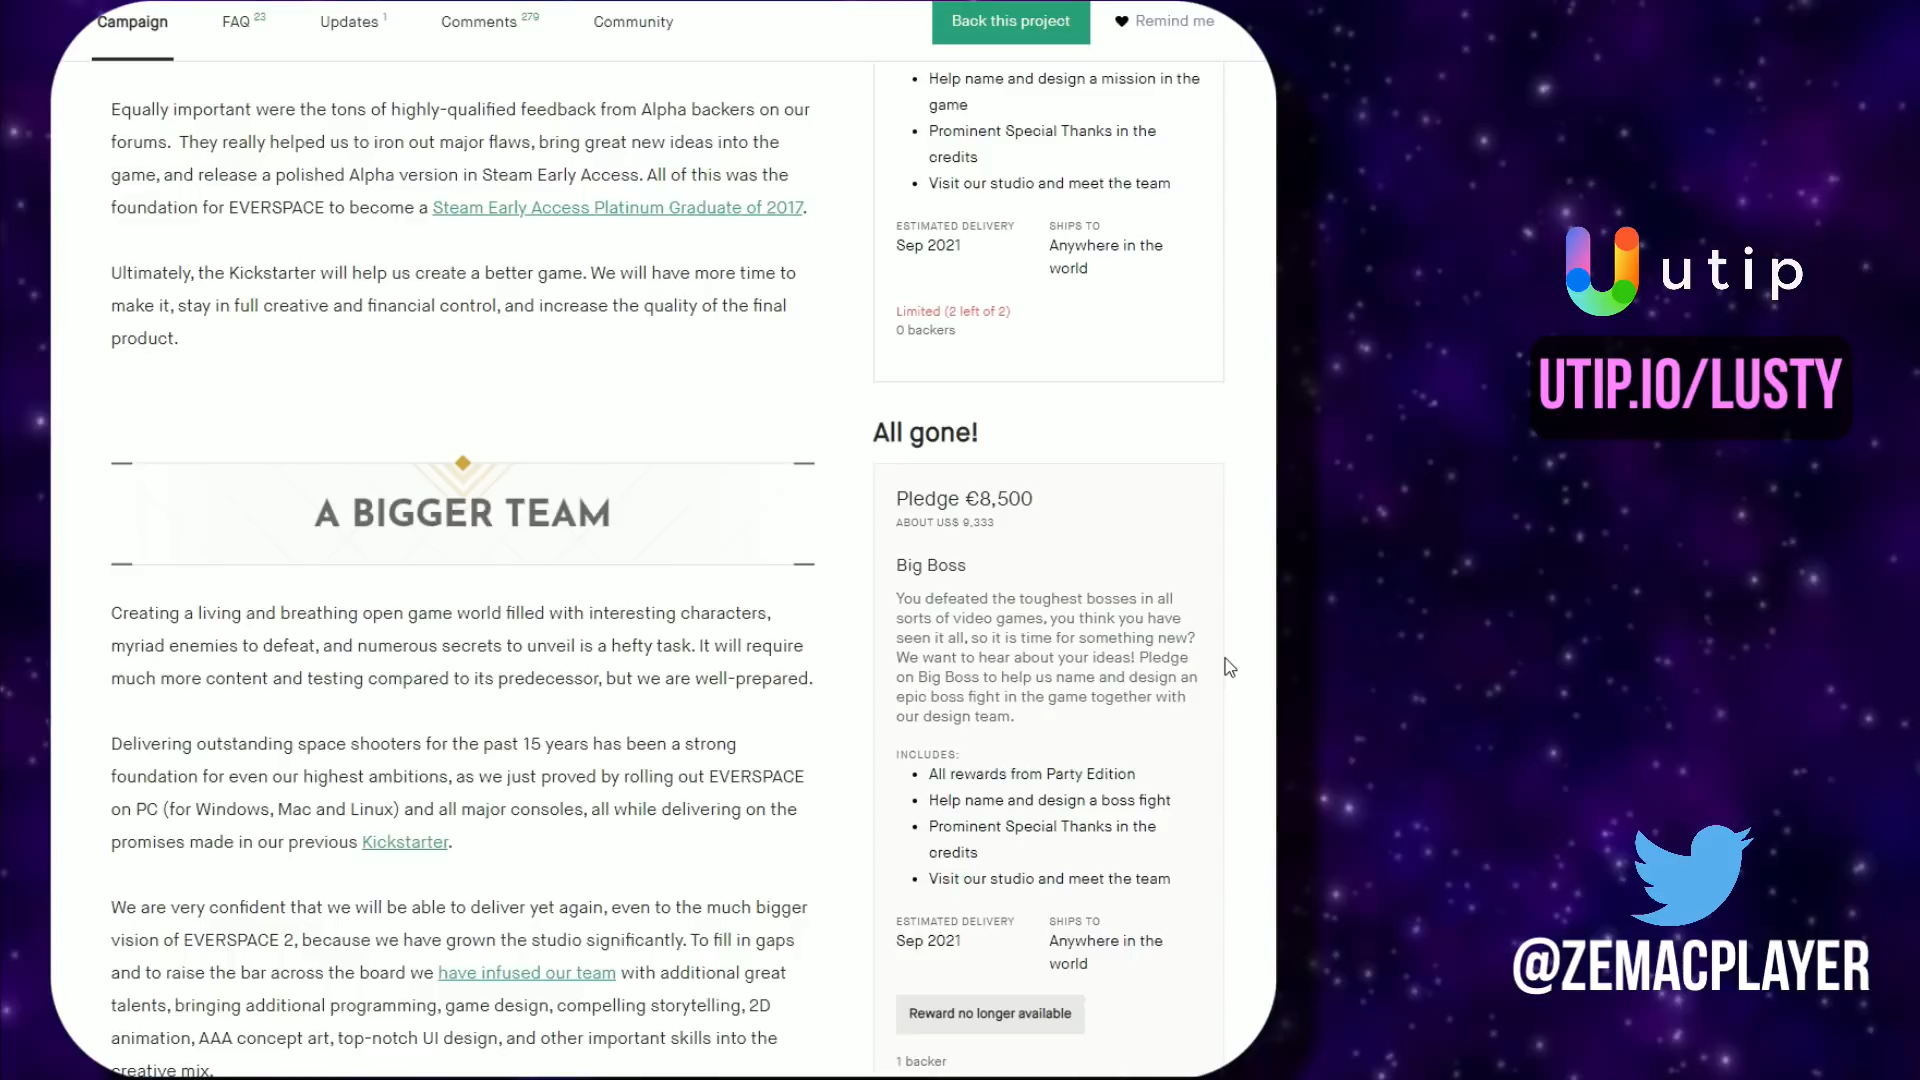 Campaign
FAQ 23
Updates 1
Comments 279
Community
Back this project
Remind me
Equally important were the tons of highly-qualified feedback from Alpha backers on our
forums.  They really helped us to iron out major flaws, bring great new ideas into the
game, and release a polished Alpha version in Steam Early Access. All of this was the
foundation for EVERSPACE to become a Steam Early Access Platinum Graduate of 2017.
Ultimately, the Kickstarter will help us create a better game. We will have more time to
make it, stay in full creative and financial control, and increase the quality of the final
product.
A BIGGER TEAM
Creating a living and breathing open game world filled with interesting characters,
myriad enemies to defeat, and numerous secrets to unveil is a hefty task. It will require
much more content and testing compared to its predecessor, but we are well-prepared.
Delivering outstanding space shooters for the past 15 years has been a strong
foundation for even our highest ambitions, as we just proved by rolling out EVERSPACE
on PC (for Windows, Mac and Linux) and all major consoles, all while delivering on the
promises made in our previous Kickstarter.
We are very confident that we will be able to deliver yet again, even to the much bigger
vision of EVERSPACE 2, because we have grown the studio significantly. To fill in gaps
and to raise the bar across the board we have infused our team with additional great
talents, bringing additional programming, game design, compelling storytelling, 2D
animation, AAA concept art, top-notch UI design, and other important skills into the
creative mix.
• Help name and design a mission in the
game
• Prominent Special Thanks in the
credits
• Visit our studio and meet the team
ESTIMATED DELIVERY
Sep 2021
SHIPS TO
Anywhere in the
world
Limited (2 left of 2)
0 backers
All gone!
Pledge €8,500
ABOUT US$ 9,333
Big Boss
You defeated the toughest bosses in all
sorts of video games, you think you have
seen it all, so it is time for something new?
We want to hear about your ideas! Pledge
on Big Boss to help us name and design an
epic boss fight in the game together with
our design team.
INCLUDES:
• All rewards from Party Edition
• Help name and design a boss fight
• Prominent Special Thanks in the
credits
• Visit our studio and meet the team
ESTIMATED DELIVERY
Sep 2021
SHIPS TO
Anywhere in the
world
Reward no longer available
1 backer
utip
UTIP.IO/LUSTY
@ZEMACPLAYER